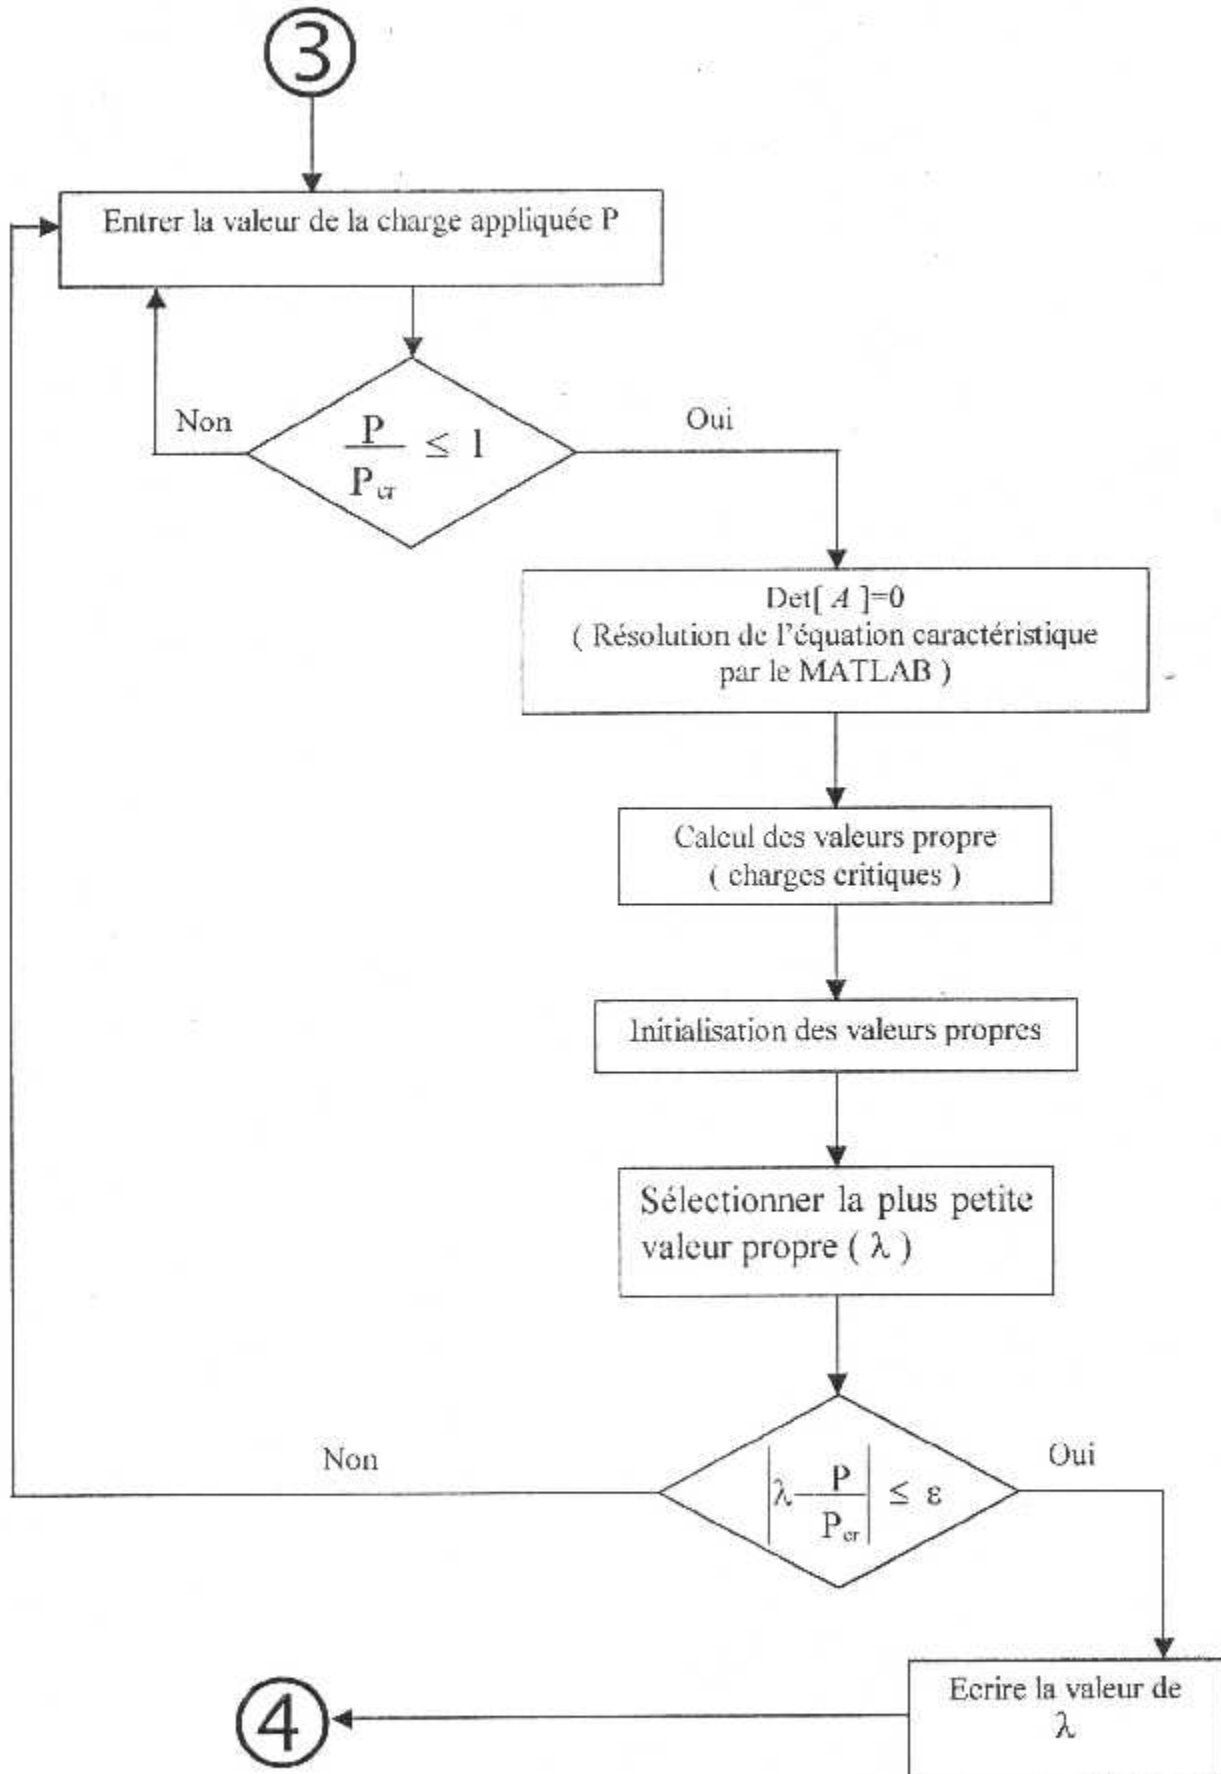 3
Entrer la valeur de la charge appliquée P
Non
Oui
P
≤ 1
P cr
Det[ A ]=0
( Résolution de l'équation caractéristique
par le MATLAB )
Calcul des valeurs propre
( charges critiques )
Initialisation des valeurs propres
Sélectionner la plus petite
valeur propre ( λ )
Non
Oui
P
|λ — | ≤ ε
P cr
Ecrire la valeur de
λ
4